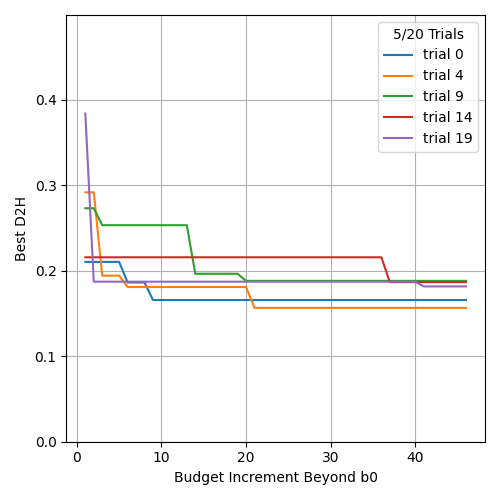 5/20 Trials
trial 0
trial 4
trial 9
trial 14
trial 19
Best D2H
0.4
0.3
0.2
0.1
0.0
0 10 20 30 40
Budget Increment Beyond b0